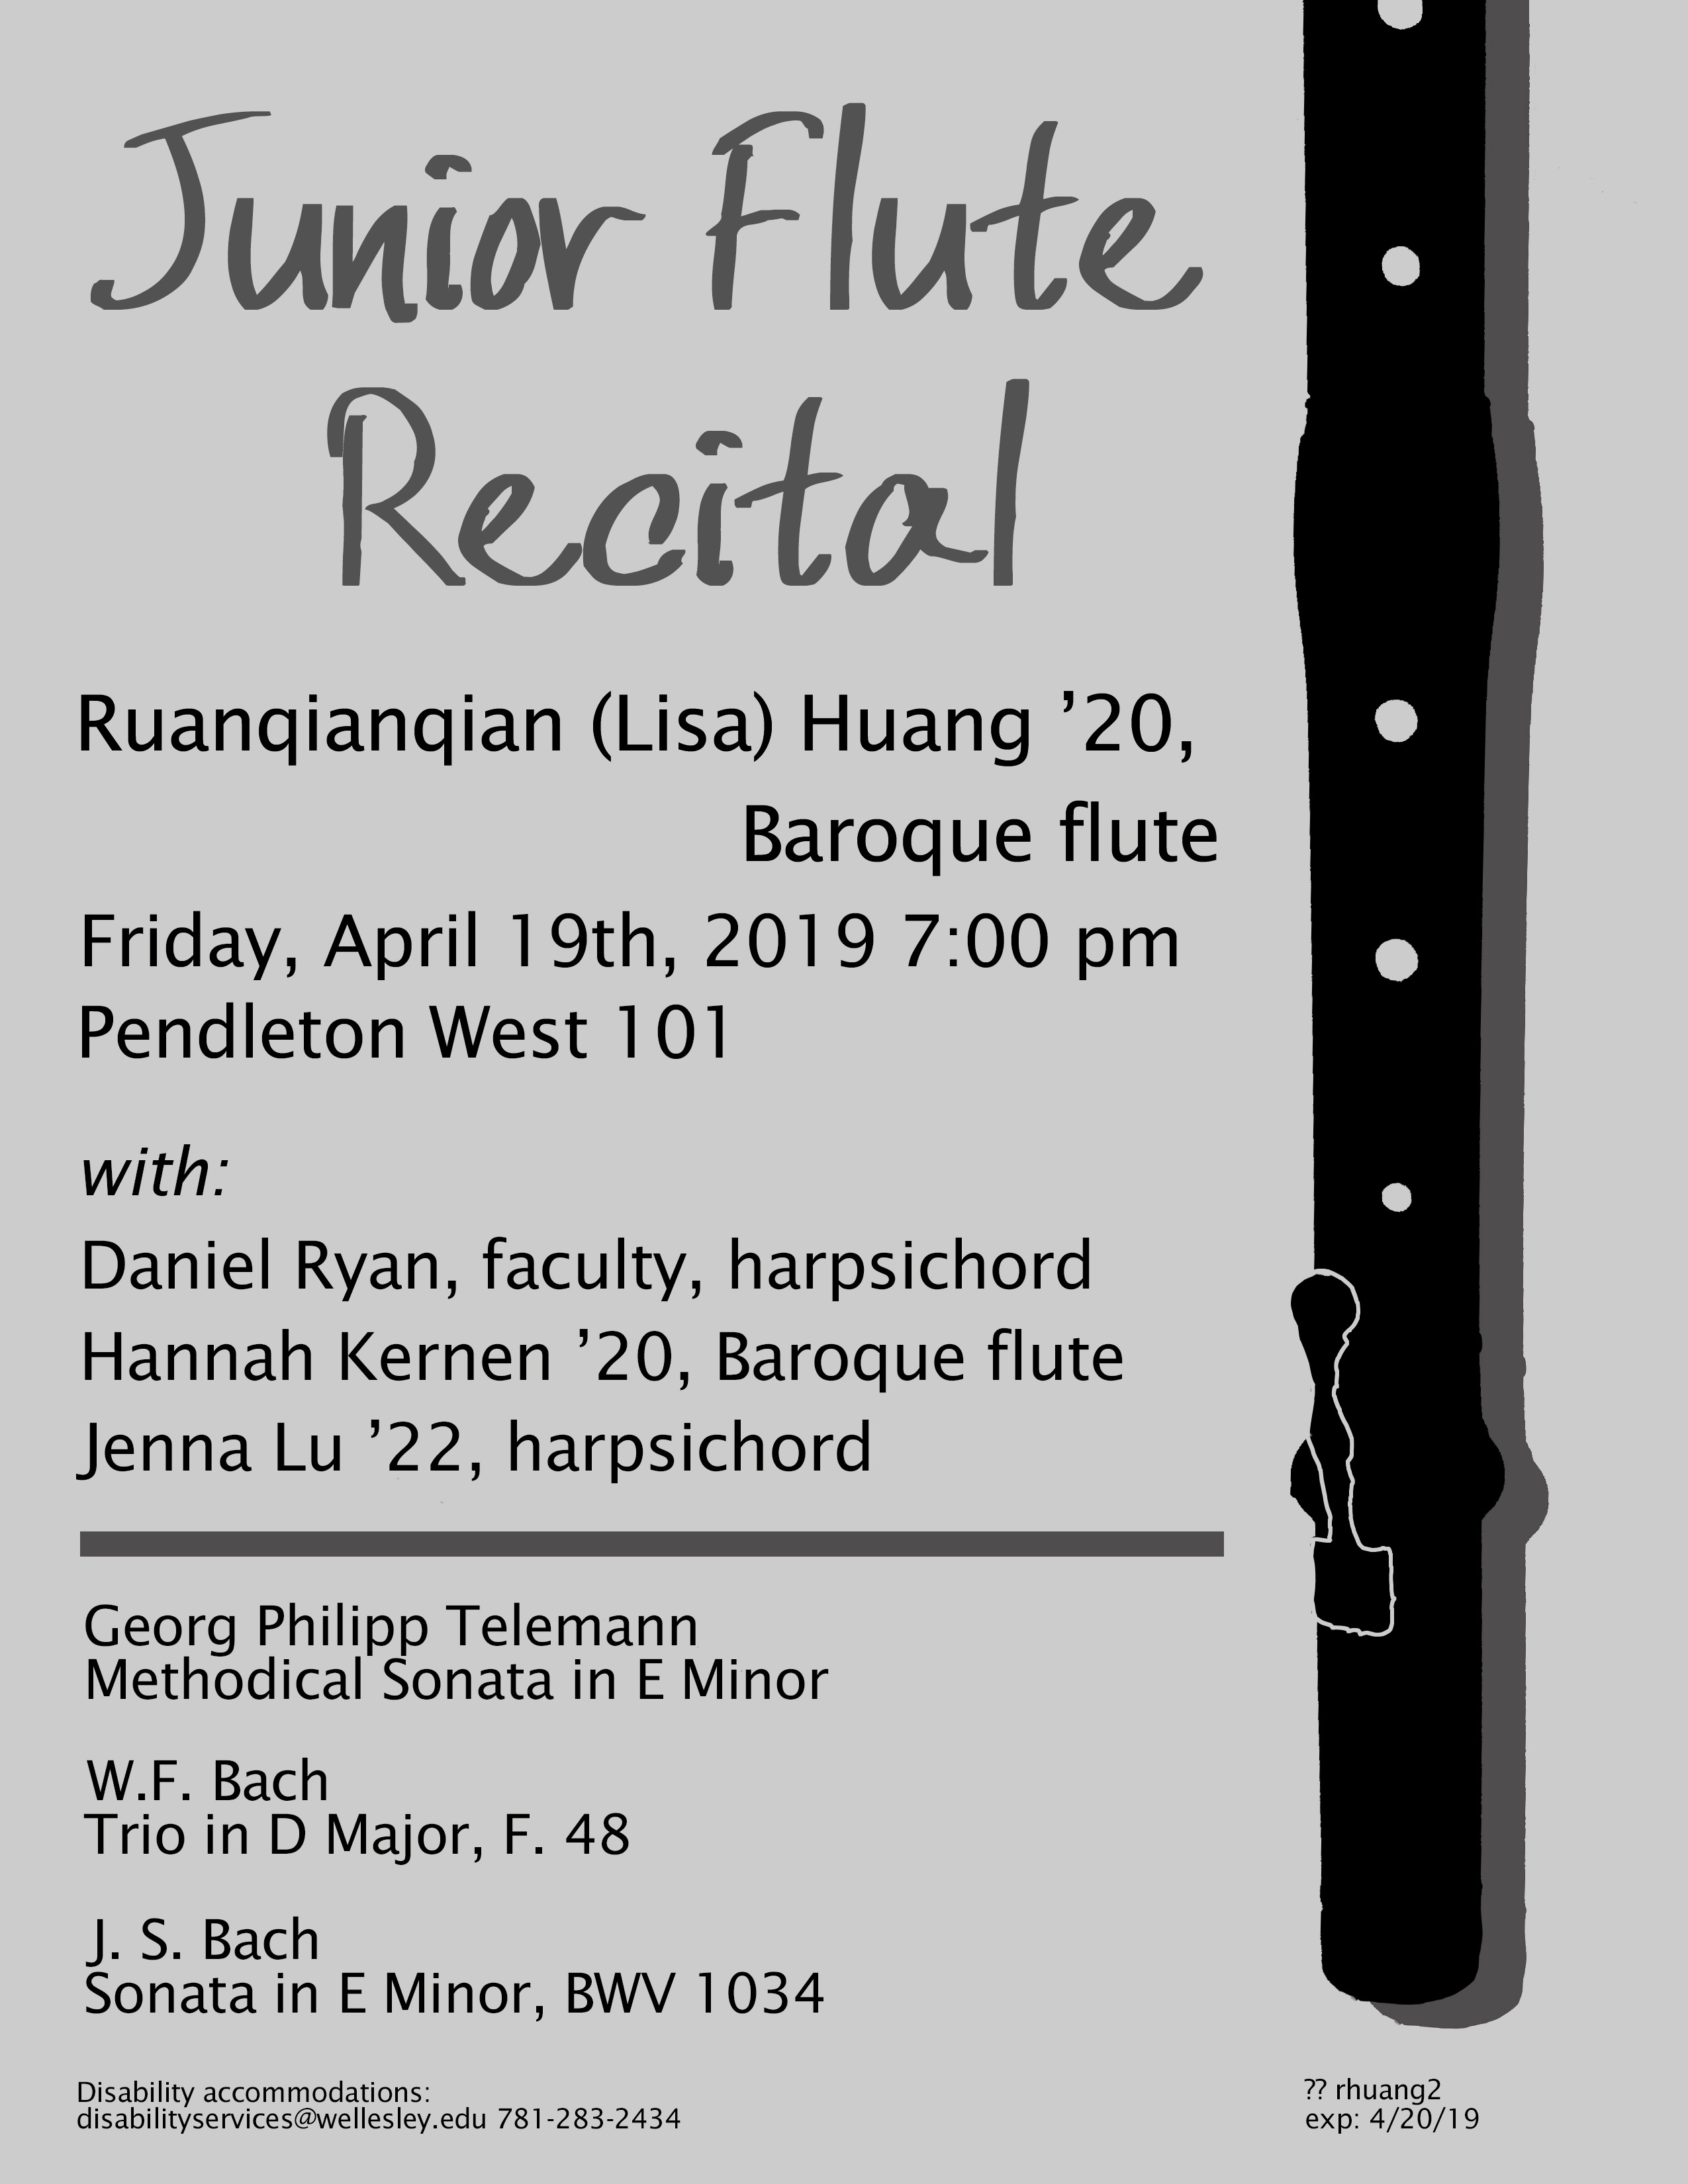 Junior Flute
Recital
Ruanqianqian (Lisa) Huang ’20,
Baroque flute
Friday, April 19th, 2019 7:00 pm
Pendleton West 101
with:
Daniel Ryan, faculty, harpsichord
Hannah Kernen ’20, Baroque flute
Jenna Lu ’22, harpsichord
Georg Philipp Telemann
Methodical Sonata in E Minor
W.F. Bach
Trio in D Major, F. 48
J. S. Bach
Sonata in E Minor, BWV 1034
Disability accommodations:
disabilityservices@wellesley.edu 781-283-2434
?? rhuang2
exp: 4/20/19